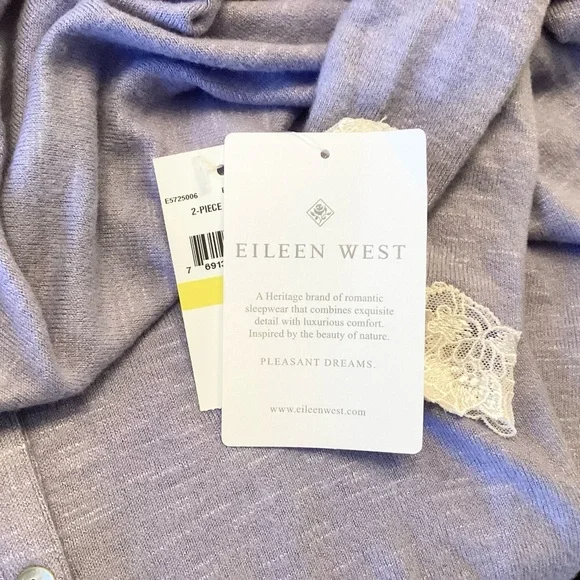 E5725006
2-PIECE
7 6913
EILEEN WEST
A Heritage brand of romantic
sleepwear that combines exquisite
detail with luxurious comfort.
Inspired by the beauty of nature.
PLEASANT DREAMS.
www.eileenwest.com